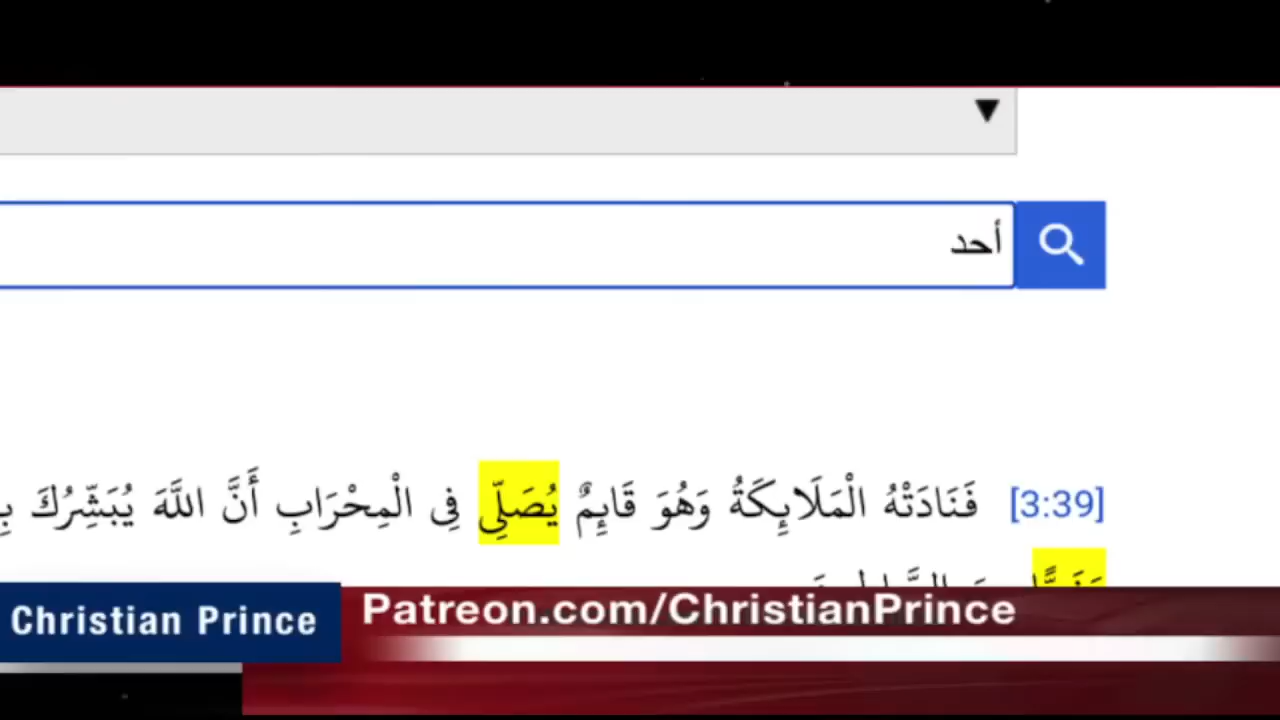 أحد
[3:39] فَنَادَتْهُ الْمَلَائِكَةُ وَهُوَ قَائِمٌ يُصَلِّى فِى الْمِحْرَابِ أَنَّ اللَّهَ يُبَشِّرُكَ
Christian Prince
Patreon.com/ChristianPrince